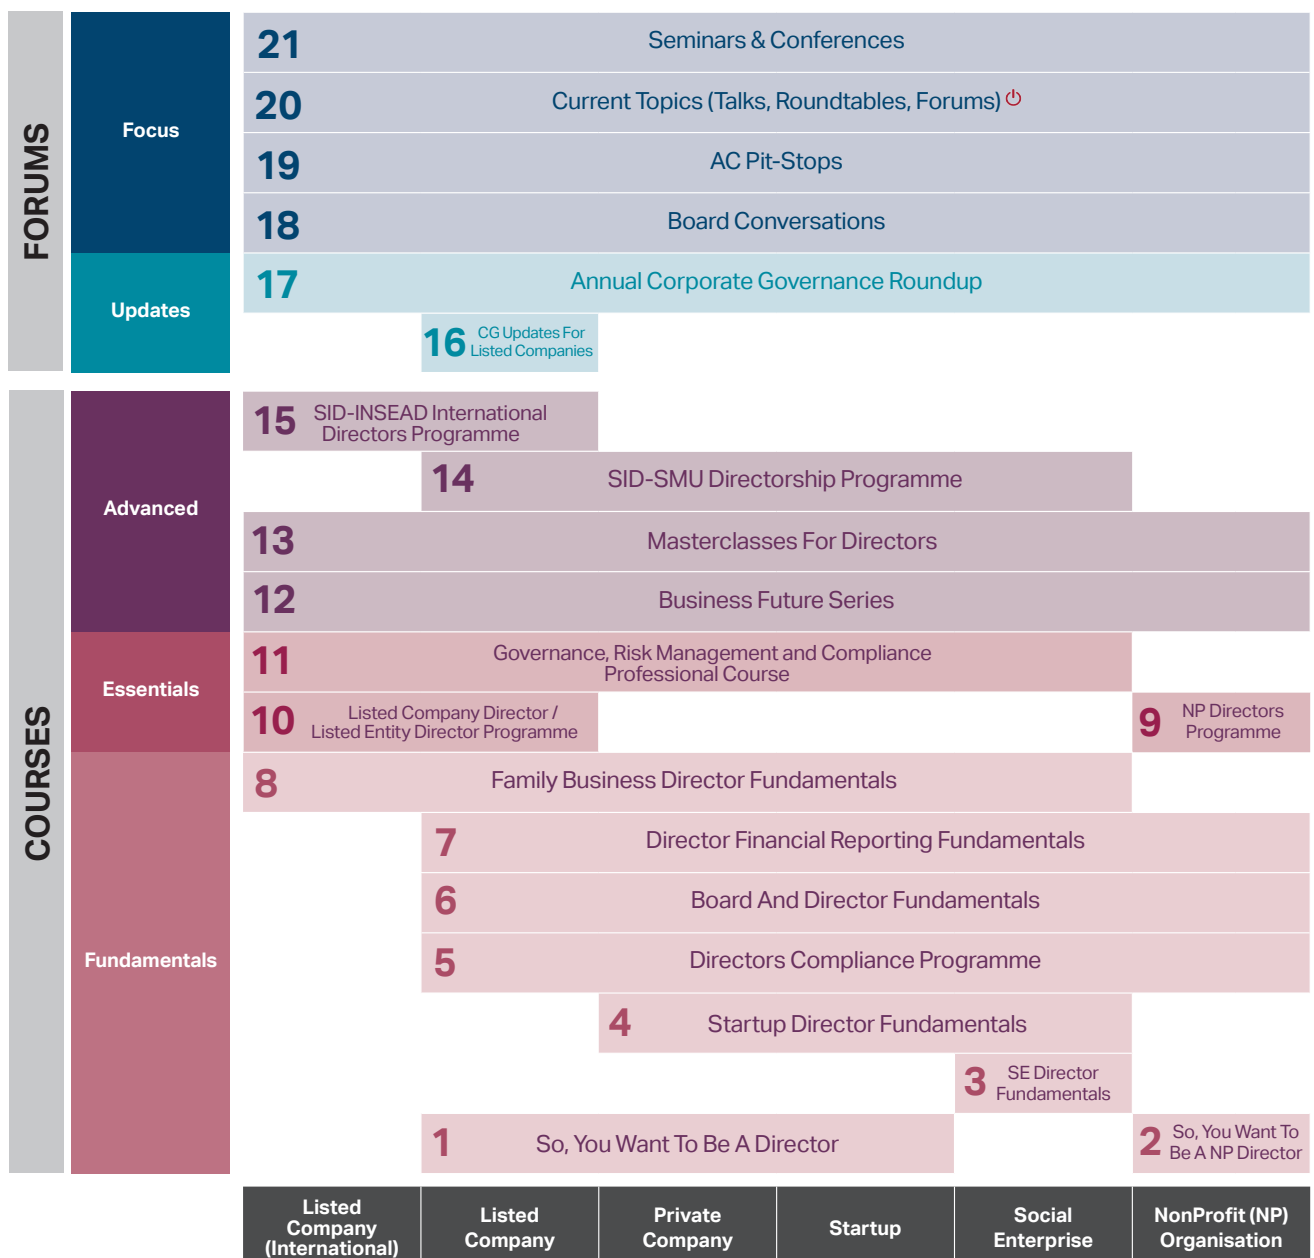 FORUMS
Focus
21 Seminars & Conferences
20 Current Topics (Talks, Roundtables, Forums)
19 AC Pit-Stops
18 Board Conversations
Updates
17 Annual Corporate Governance Roundup
16 CG Updates For
Listed Companies
COURSES
Advanced
15 SID-INSEAD International
Directors Programme
14 SID-SMU Directorship Programme
13 Masterclasses For Directors
12 Business Future Series
Essentials
11 Governance, Risk Management and Compliance
Professional Course
10 Listed Company Director /
Listed Entity Director Programme
9 NP Directors
Programme
Fundamentals
8 Family Business Director Fundamentals
7 Director Financial Reporting Fundamentals
6 Board And Director Fundamentals
5 Directors Compliance Programme
4 Startup Director Fundamentals
3 SE Director
Fundamentals
1 So, You Want To Be A Director
2 So, You Want To
Be A NP Director
Listed
Company
(International)
Listed
Company
Private
Company
Startup
Social
Enterprise
NonProfit (NP)
Organisation